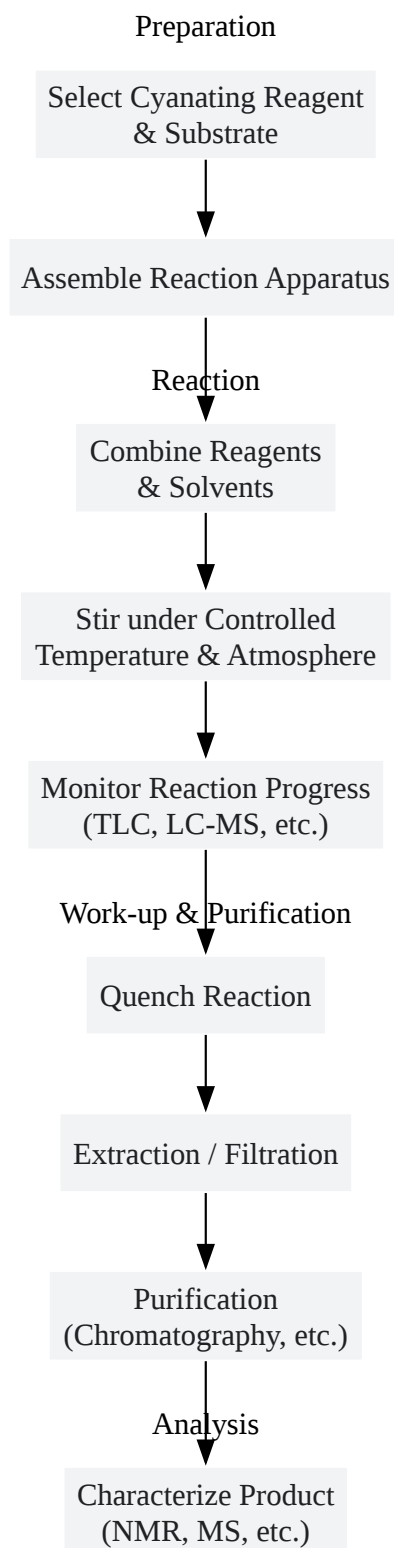 Preparation
Select Cyanating Reagent
& Substrate
Assemble Reaction Apparatus
Reaction
Combine Reagents
& Solvents
Stir under Controlled
Temperature & Atmosphere
Monitor Reaction Progress
(TLC, LC-MS, etc.)
Work-up & Purification
Quench Reaction
Extraction / Filtration
Purification
(Chromatography, etc.)
Analysis
Characterize Product
(NMR, MS, etc.)